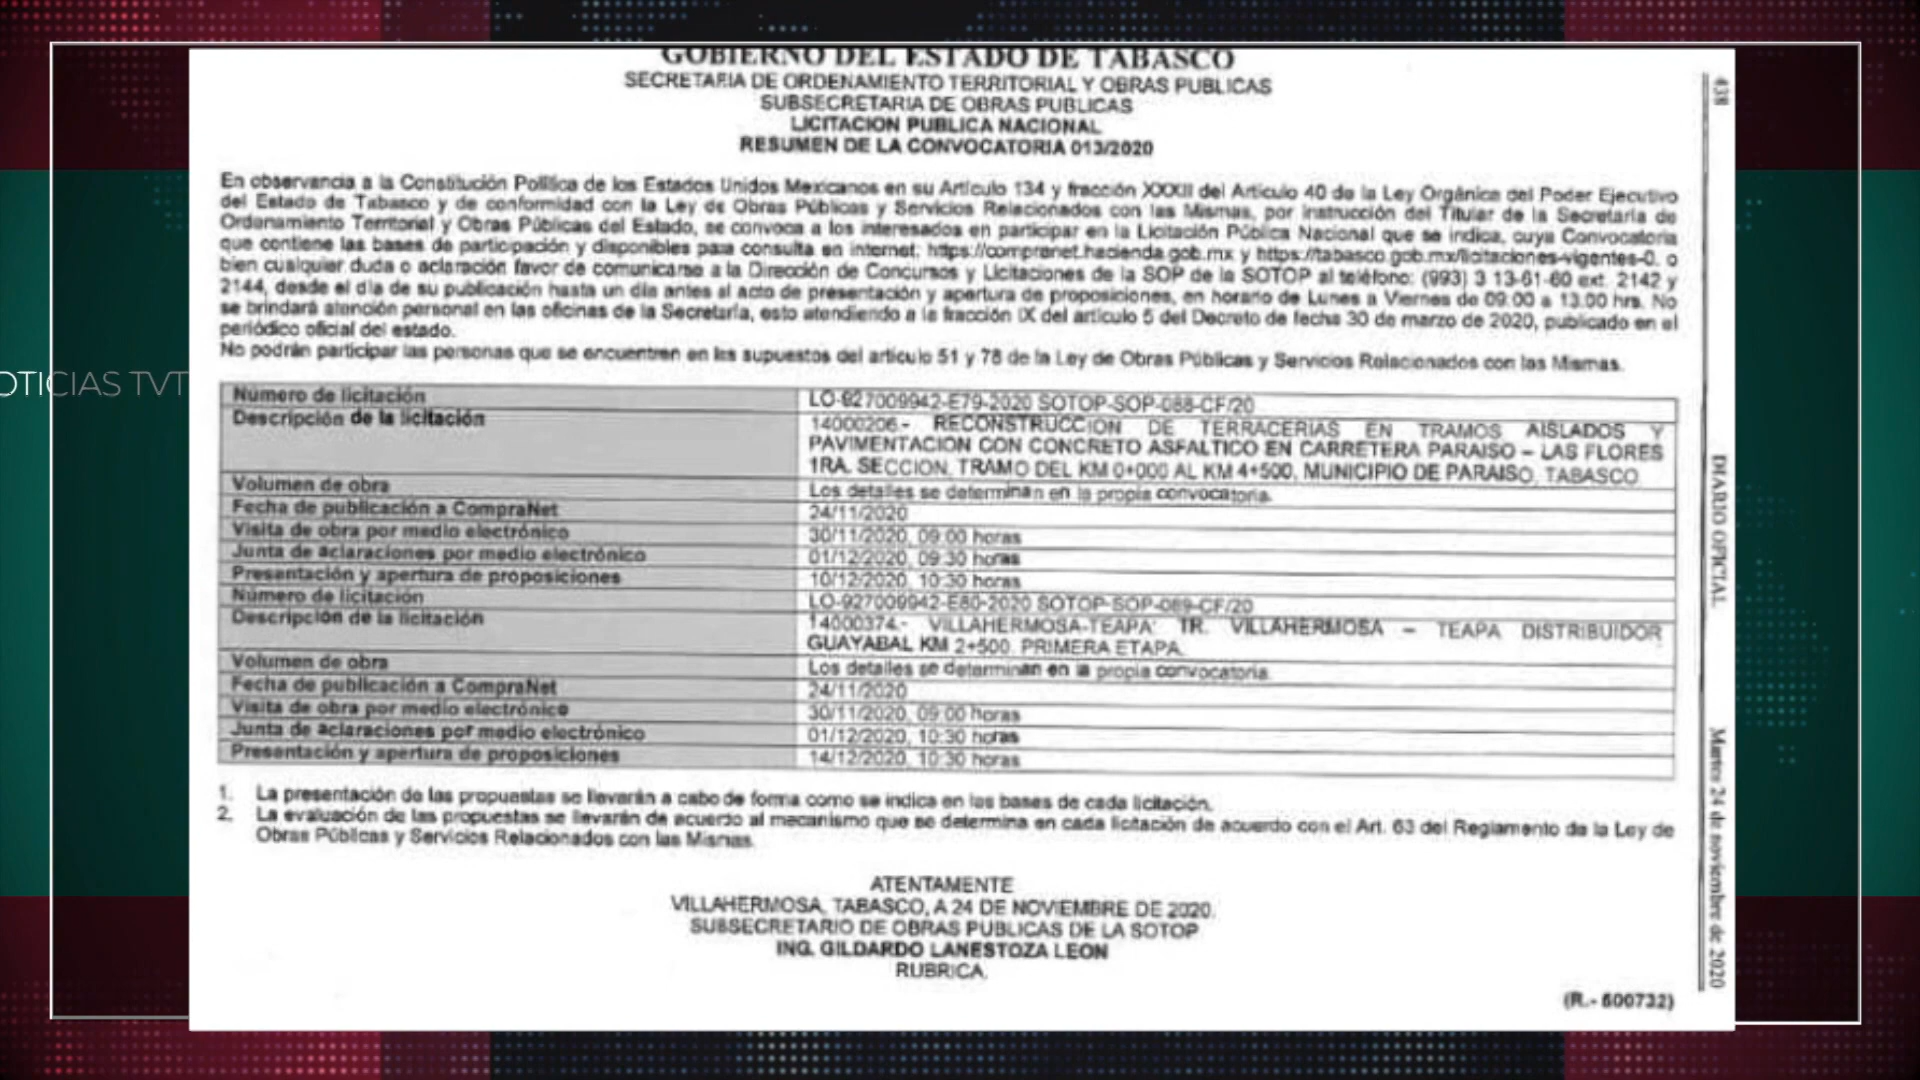 GOBIERNO DEL ESTADO DE TABASCO
SECRETARIA DE ORDENAMIENTO TERRITORIAL Y OBRAS PUBLICAS
SUBSECRETARIA DE OBRAS PUBLICAS
LICITACION PUBLICA NACIONAL
RESUMEN DE LA CONVOCATORIA 013/2020
En observancia a la Constitución Política de los Estados Unidos Mexicanos en su Artículo 134 y fracción XXXII del Artículo 40 de la Ley Orgánica del Poder Ejecutivo
del Estado de Tabasco y de conformidad con la Ley de Obras Públicas y Servicios Relacionados con las Mismas, por instrucción del Titular de la Secretaría de
Ordenamiento Territorial y Obras Públicas del Estado, se convoca a los interesados en participar en la Licitación Pública Nacional que se indica, cuya Convocatoria
que contiene las bases de participación y disponibles para consulta en internet: https://compranet.hacienda.gob.mx y https://tabasco.gob.mx/licitaciones-vigentes-0, o
bien cualquier duda o aclaración favor de comunicarse a la Dirección de Concursos y Licitaciones de la SOP de la SOTOP al teléfono: (993) 3 13-61-60 ext. 2142 y
2144, desde el día de su publicación hasta un día antes al acto de presentación y apertura de proposiciones, en horario de Lunes a Viernes de 09:00 a 13:00 hrs. No
se brindará atención personal en las oficinas de la Secretaría, esto atendiendo a la fracción IX del artículo 5 del Decreto de fecha 30 de marzo de 2020, publicado en el
periódico oficial del estado.
No podrán participar las personas que se encuentren en los supuestos del artículo 51 y 78 de la Ley de Obras Públicas y Servicios Relacionados con las Mismas.
Número de licitación LO-927009942-E79-2020 SOTOP-SOP-088-CF/20
Descripción de la licitación 14000206.- RECONSTRUCCION DE TERRACERIAS EN TRAMOS AISLADOS Y
PAVIMENTACION CON CONCRETO ASFALTICO EN CARRETERA PARAISO – LAS FLORES
1RA. SECCION, TRAMO DEL KM 0+000 AL KM 4+500, MUNICIPIO DE PARAISO, TABASCO
Volumen de obra Los detalles se determinan en la propia convocatoria.
Fecha de publicación a CompraNet 24/11/2020
Visita de obra por medio electrónico 30/11/2020, 09:00 horas
Junta de aclaraciones por medio electrónico 01/12/2020, 09:30 horas
Presentación y apertura de proposiciones 10/12/2020, 10:30 horas
Número de licitación LO-927009942-E80-2020 SOTOP-SOP-089-CF/20
Descripción de la licitación 14000374.- VILLAHERMOSA-TEAPA: TR. VILLAHERMOSA – TEAPA DISTRIBUIDOR
GUAYABAL KM 2+500. PRIMERA ETAPA.
Volumen de obra Los detalles se determinan en la propia convocatoria.
Fecha de publicación a CompraNet 24/11/2020
Visita de obra por medio electrónico 30/11/2020, 09:00 horas
Junta de aclaraciones por medio electrónico 01/12/2020, 10:30 horas
Presentación y apertura de proposiciones 14/12/2020, 10:30 horas
1. La presentación de las propuestas se llevarán a cabo de forma como se indica en las bases de cada licitación.
2. La evaluación de las propuestas se llevarán de acuerdo al mecanismo que se determina en cada licitación de acuerdo con el Art. 63 del Reglamento de la Ley de
Obras Públicas y Servicios Relacionados con las Mismas.
ATENTAMENTE
VILLAHERMOSA, TABASCO, A 24 DE NOVIEMBRE DE 2020.
SUBSECRETARIO DE OBRAS PUBLICAS DE LA SOTOP
ING. GILDARDO LANESTOZA LEON
RUBRICA.
(R.- 500732)
438
DIARIO OFICIAL
Martes 24 de noviembre de 2020
OTICIAS TVT